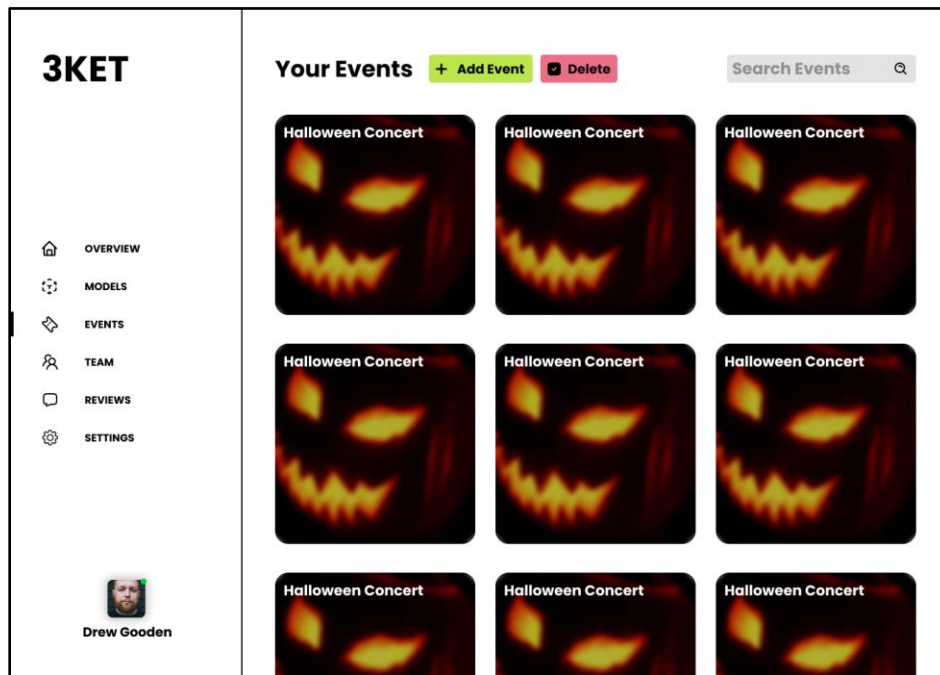 3KET
OVERVIEW
MODELS
EVENTS
TEAM
REVIEWS
SETTINGS
Drew Gooden
Your Events
+ Add Event
Delete
Search Events
Halloween Concert
Halloween Concert
Halloween Concert
Halloween Concert
Halloween Concert
Halloween Concert
Halloween Concert
Halloween Concert
Halloween Concert